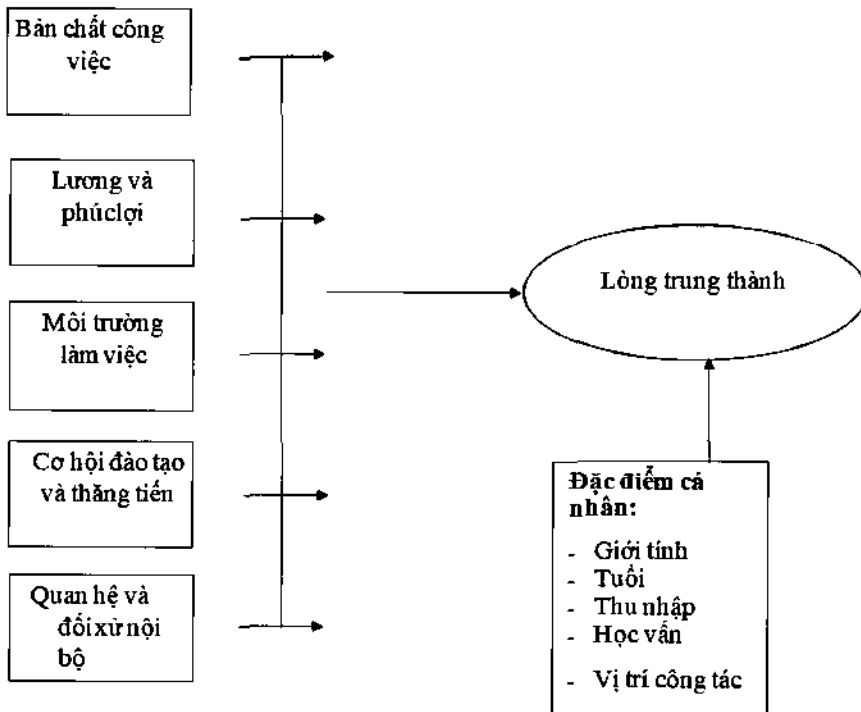 Bản chất công
việc
Lương và
phúclợi
Môi trường
làm việc
Cơ hội đào tạo
và thăng tiến
Quan hệ và
đốixử nội
bộ
Lòng trung thành
Đặc điểm cá
nhân:
- Giới tính
- Tuổi
- Thu nhập
- Học vấn
- Vị trí công tác